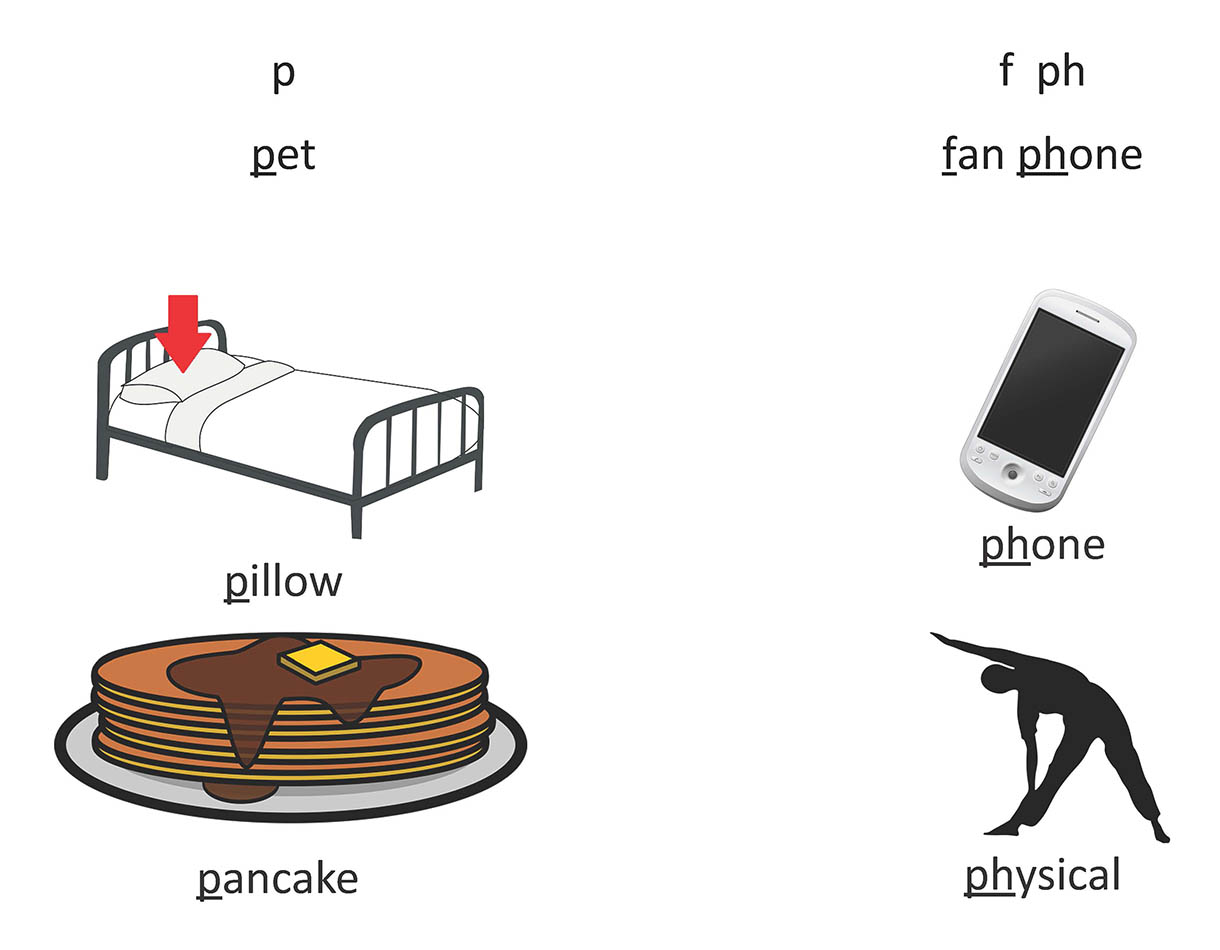 p
f ph
pet
fan phone
pillow
phone
pancake
physical